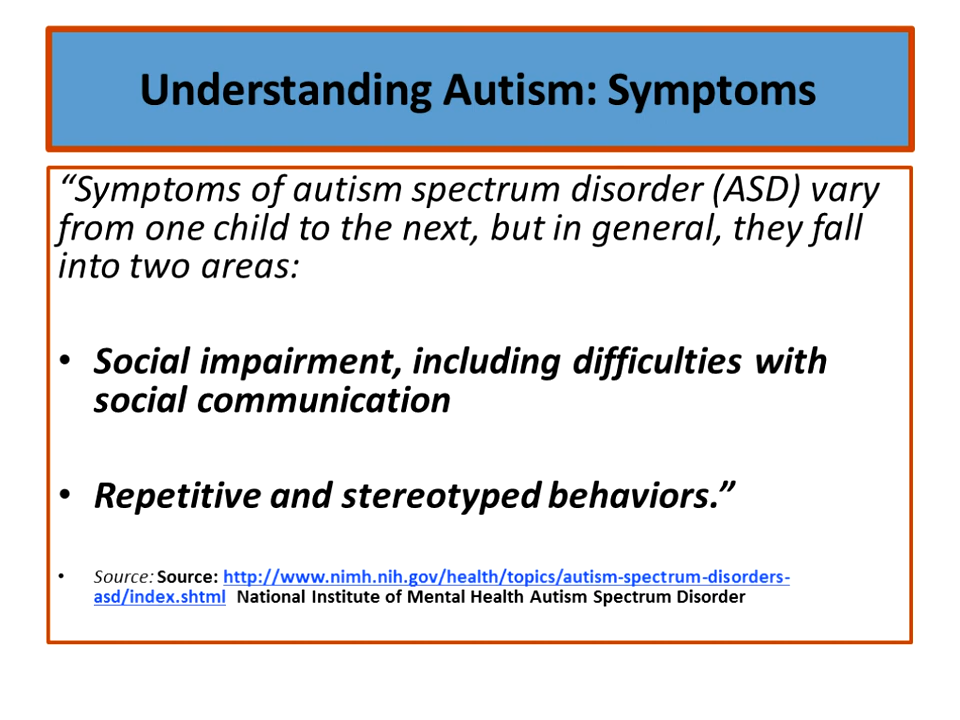 Understanding Autism: Symptoms
“Symptoms of autism spectrum disorder (ASD) vary
from one child to the next, but in general, they fall
into two areas:
• Social impairment, including difficulties with
social communication
• Repetitive and stereotyped behaviors.”
• Source: Source: http://www.nimh.nih.gov/health/topics/autism-spectrum-disorders-
asd/index.shtml National Institute of Mental Health Autism Spectrum Disorder